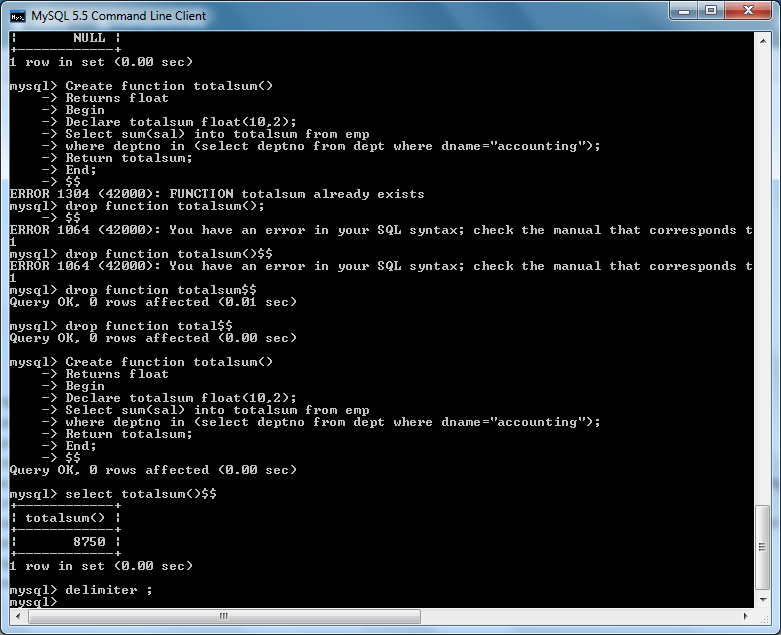 MySQL 5.5 Command Line Client
| NULL |
+------------+
1 row in set (0.00 sec)
mysql> Create function totalsum()
-> Returns float
-> Begin
-> Declare totalsum float(10,2);
-> Select sum(sal) into totalsum from emp
-> where deptno in (select deptno from dept where dname="accounting");
-> Return totalsum;
-> End;
-> $$
ERROR 1304 (42000): FUNCTION totalsum already exists
mysql> drop function totalsum();
-> $$
ERROR 1064 (42000): You have an error in your SQL syntax; check the manual that corresponds t
1
mysql> drop function totalsum()$$
ERROR 1064 (42000): You have an error in your SQL syntax; check the manual that corresponds t
1
mysql> drop function totalsum$$
Query OK, 0 rows affected (0.01 sec)
mysql> drop function total$$
Query OK, 0 rows affected (0.00 sec)
mysql> Create function totalsum()
-> Returns float
-> Begin
-> Declare totalsum float(10,2);
-> Select sum(sal) into totalsum from emp
-> where deptno in (select deptno from dept where dname="accounting");
-> Return totalsum;
-> End;
-> $$
Query OK, 0 rows affected (0.00 sec)
mysql> select totalsum()$$
+------------+
| totalsum() |
+------------+
| 8750 |
+------------+
1 row in set (0.00 sec)
mysql> delimiter ;
mysql>